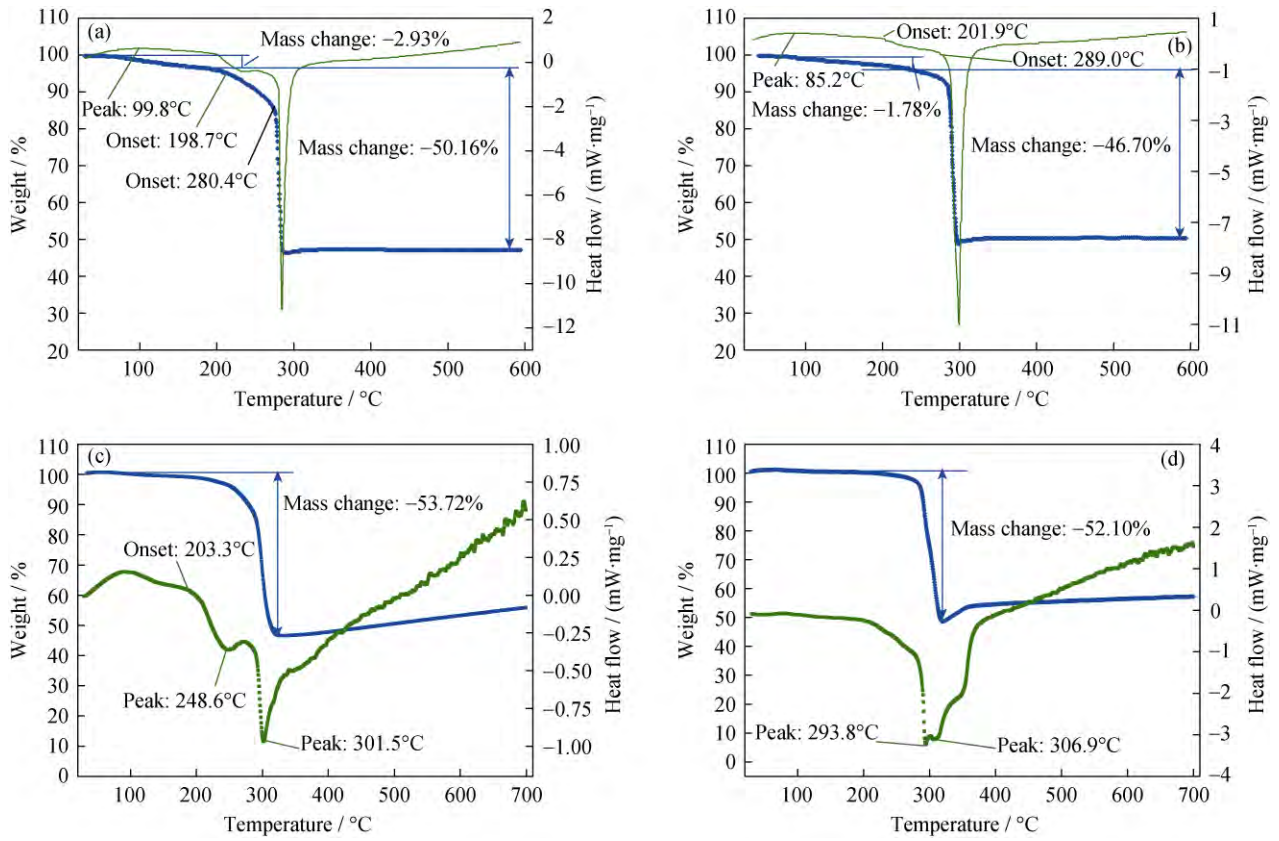 (a)
Mass change: −2.93%
Peak: 99.8°C
Onset: 198.7°C
Onset: 280.4°C
Mass change: −50.16%
110
100
90
80
70
60
50
40
30
20
Weight / %
2
0
−2
−4
−6
−8
−10
−12
Heat flow / (mW·mg⁻¹)
0 100 200 300 400 500 600
Temperature / °C
(b)
Onset: 201.9°C
Onset: 289.0°C
Peak: 85.2°C
Mass change: −1.78%
Mass change: −46.70%
110
100
90
80
70
60
50
40
30
20
Weight / %
1
−1
−3
−5
−7
−9
−11
Heat flow / (mW·mg⁻¹)
0 100 200 300 400 500 600
Temperature / °C
(c)
Mass change: −53.72%
Onset: 203.3°C
Peak: 248.6°C
Peak: 301.5°C
110
100
90
80
70
60
50
40
30
20
10
0
Weight / %
1.00
0.75
0.50
0.25
0.00
−0.25
−0.50
−0.75
−1.00
Heat flow / (mW·mg⁻¹)
100 200 300 400 500 600 700
Temperature / °C
(d)
Mass change: −52.10%
Peak: 293.8°C
Peak: 306.9°C
110
100
90
80
70
60
50
40
30
20
10
0
Weight / %
4
3
2
1
0
−1
−2
−3
−4
Heat flow / (mW·mg⁻¹)
100 200 300 400 500 600 700
Temperature / °C